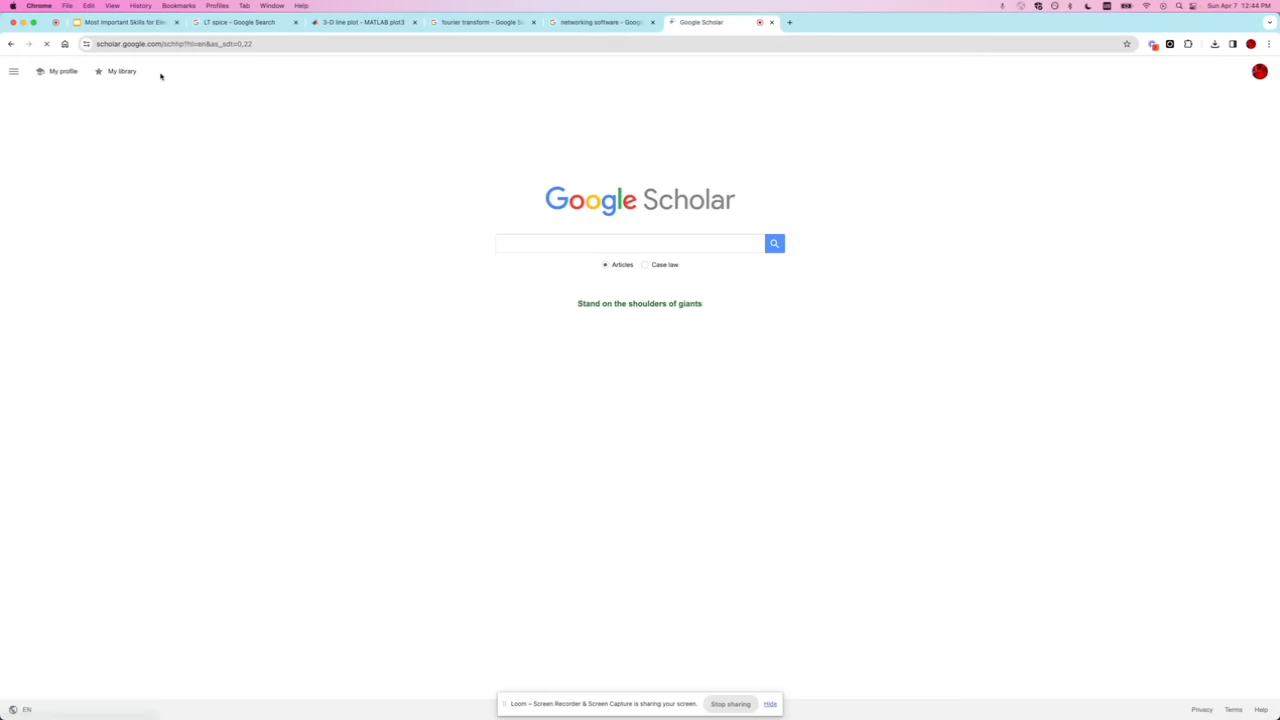 Chrome File Edit View History Bookmarks Profiles Tab Window Help Sun Apr 7 12:44 PM
Most Important Skills for Ele LT spice - Google Search 3-D line plot - MATLAB plot3 fourier transform - Google Se networking software - Goog Google Scholar
scholar.google.com/schhp?hl=en&as_sdt=0,22
My profile My library
Google Scholar
Articles Case law
Stand on the shoulders of giants
Loom – Screen Recorder & Screen Capture is sharing your screen. Stop sharing Hide
EN Privacy Terms Help